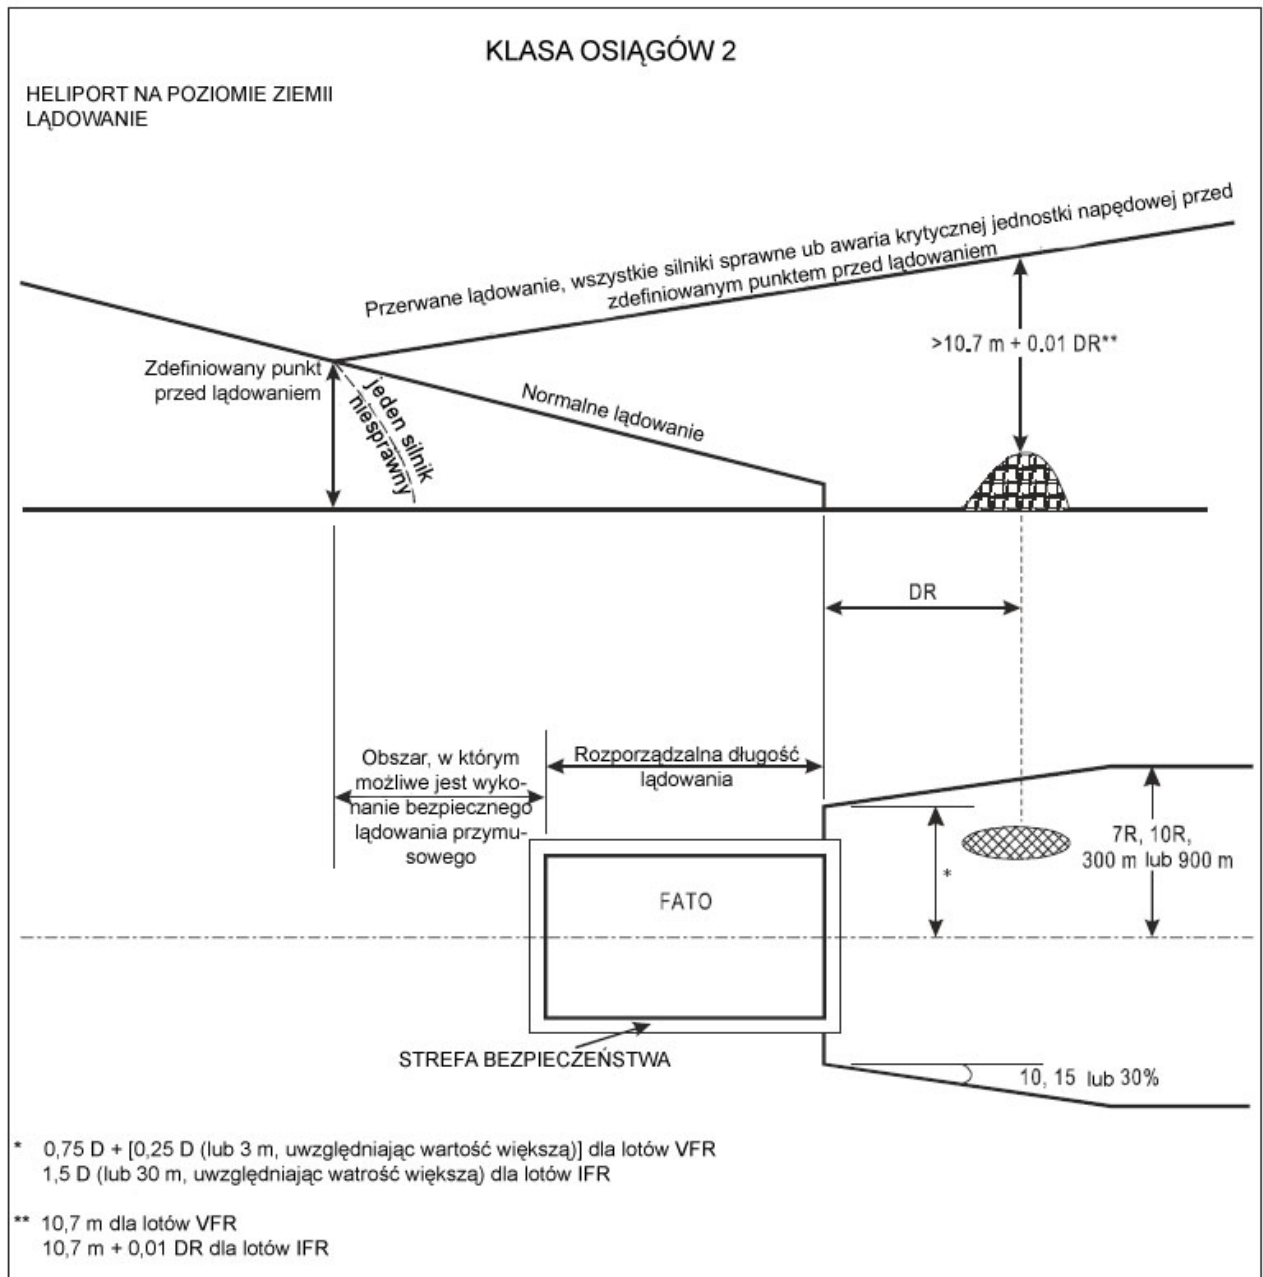 KLASA OSIĄGÓW 2
HELIPORT NA POZIOMIE ZIEMII
LĄDOWANIE
Przerwane lądowanie, wszystkie silniki sprawne ub awaria krytycznej jednostki napędowej przed
zdefiniowanym punktem przed lądowaniem
>10.7 m + 0.01 DR**
Zdefiniowany punkt
przed lądowaniem
jeden silnik
niesprawny
Normalne lądowanie
DR
Obszar, w którym
możliwe jest wyko-
nanie bezpiecznego
lądowania przymu-
sowego
Rozporządzalna długość
lądowania
7R, 10R,
300 m lub 900 m
*
FATO
STREFA BEZPIECZEŃSTWA
10, 15 lub 30%
* 0,75 D + [0,25 D (lub 3 m, uwzględniając wartość większą)] dla lotów VFR
1,5 D (lub 30 m, uwzględniając watrość większą) dla lotów IFR
** 10,7 m dla lotów VFR
10,7 m + 0,01 DR dla lotów IFR